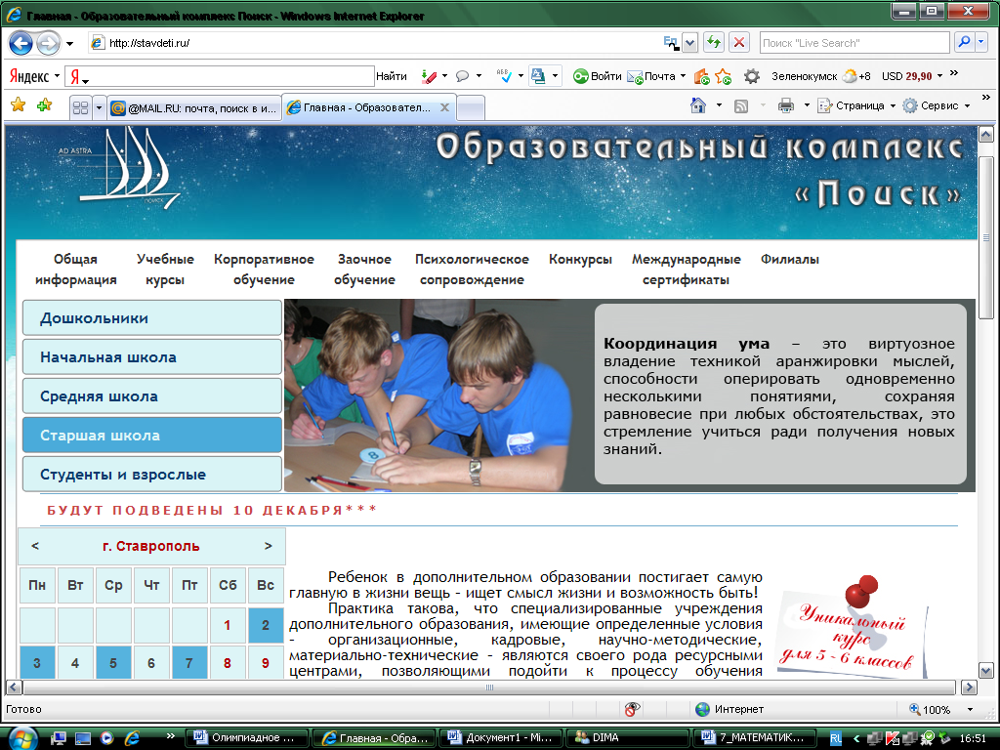 Главная - Образовательный комплекс Поиск - Windows Internet Explorer
http://stavdeti.ru/
Поиск "Live Search"
Яндекс
Я
Найти
Войти Почта Зеленокумск +8 USD 29,90 »
@MAIL.RU: почта, поиск в и...
Главная - Образовател...
Страница Сервис »
AD ASTRA
ПОИСК
Образовательный комплекс
«Поиск»
Общая информация
Учебные курсы
Корпоративное обучение
Заочное обучение
Психологическое сопровождение
Конкурсы
Международные сертификаты
Филиалы
Дошкольники
Начальная школа
Средняя школа
Старшая школа
Студенты и взрослые
8
Координация ума – это виртуозное
владение техникой аранжировки мыслей,
способности оперировать одновременно
несколькими понятиями, сохраняя
равновесие при любых обстоятельствах, это
стремление учиться ради получения новых
знаний.
БУДУТ ПОДВЕДЕНЫ 10 ДЕКАБРЯ***
< г. Ставрополь >
Пн Вт Ср Чт Пт Сб Вс
1 2
3 4 5 6 7 8 9
Ребенок в дополнительном образовании постигает самую
главную в жизни вещь - ищет смысл жизни и возможность быть!
Практика такова, что специализированные учреждения
дополнительного образования, имеющие определенные условия
- организационные, кадровые, научно-методические,
материально-технические - являются своего рода ресурсными
центрами, позволяющими подойти к процессу обучения
Уникальный
курс
для 5 - 6 классов
Готово
Интернет
100%
» Олимпиадное ... Главная - Обра... Документ1 - Mi... DIMA 7_МАТЕМАТИК... RL 16:51